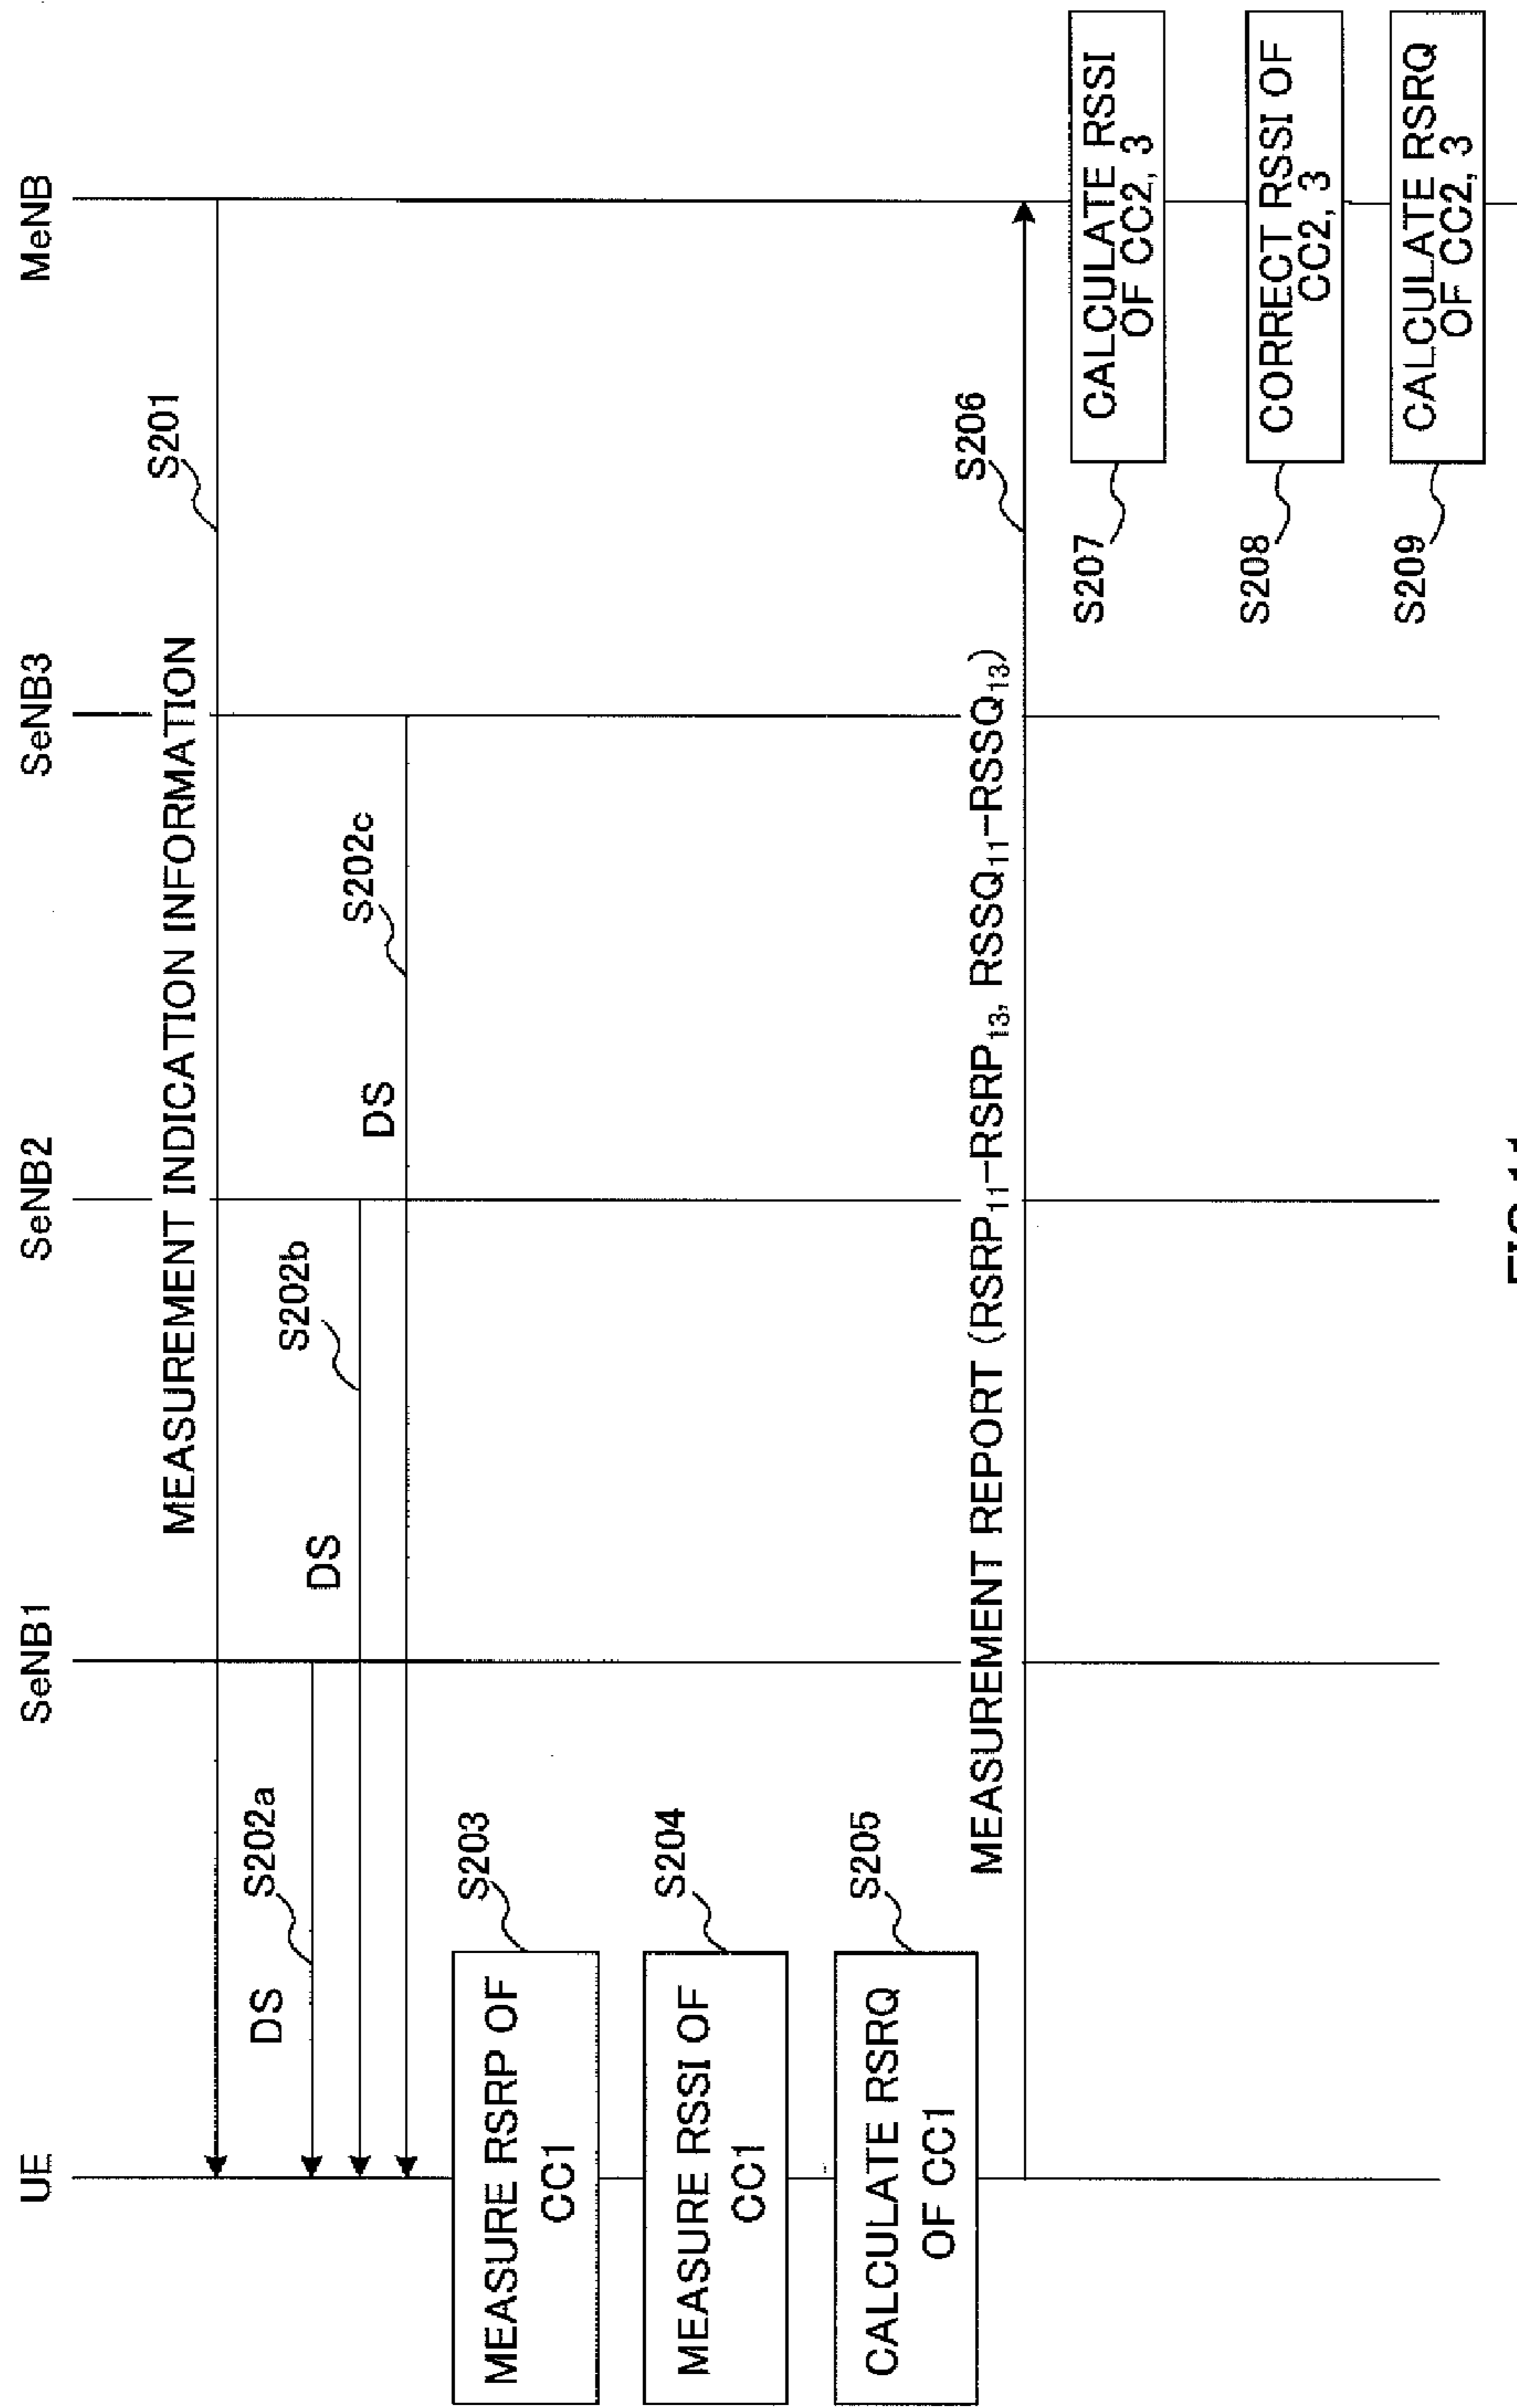 UE
SeNB1
SeNB2
SeNB3
MeNB
MEASUREMENT INDICATION INFORMATION
S201
DS
S202a
DS
S202b
DS
S202c
MEASURE RSRP OF
CC1
S203
MEASURE RSSI OF
CC1
S204
CALCULATE RSRQ
OF CC1
S205
MEASUREMENT REPORT (RSRP₁₁-RSRP₁₃, RSSQ₁₁-RSSQ₁₃)
S206
CALCULATE RSSI
OF CC2, 3
S207
CORRECT RSSI OF
CC2, 3
S208
CALCULATE RSRQ
OF CC2, 3
S209